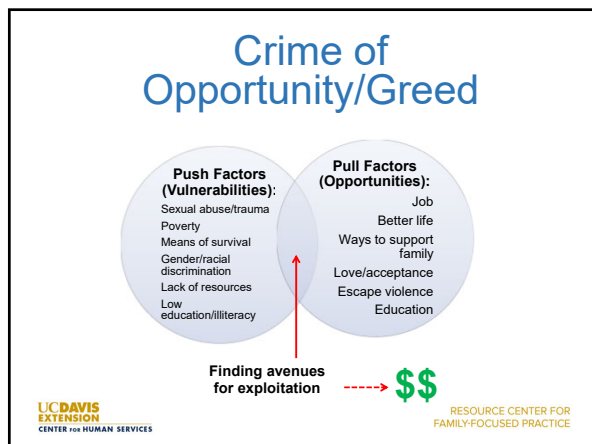 Crime of
Opportunity/Greed
Push Factors
(Vulnerabilities):
Sexual abuse/trauma
Poverty
Means of survival
Gender/racial
discrimination
Lack of resources
Low
education/illiteracy
Pull Factors
(Opportunities):
Job
Better life
Ways to support
family
Love/acceptance
Escape violence
Education
Finding avenues
for exploitation
$$
UCDAVIS
EXTENSION
CENTER FOR HUMAN SERVICES
RESOURCE CENTER FOR
FAMILY-FOCUSED PRACTICE